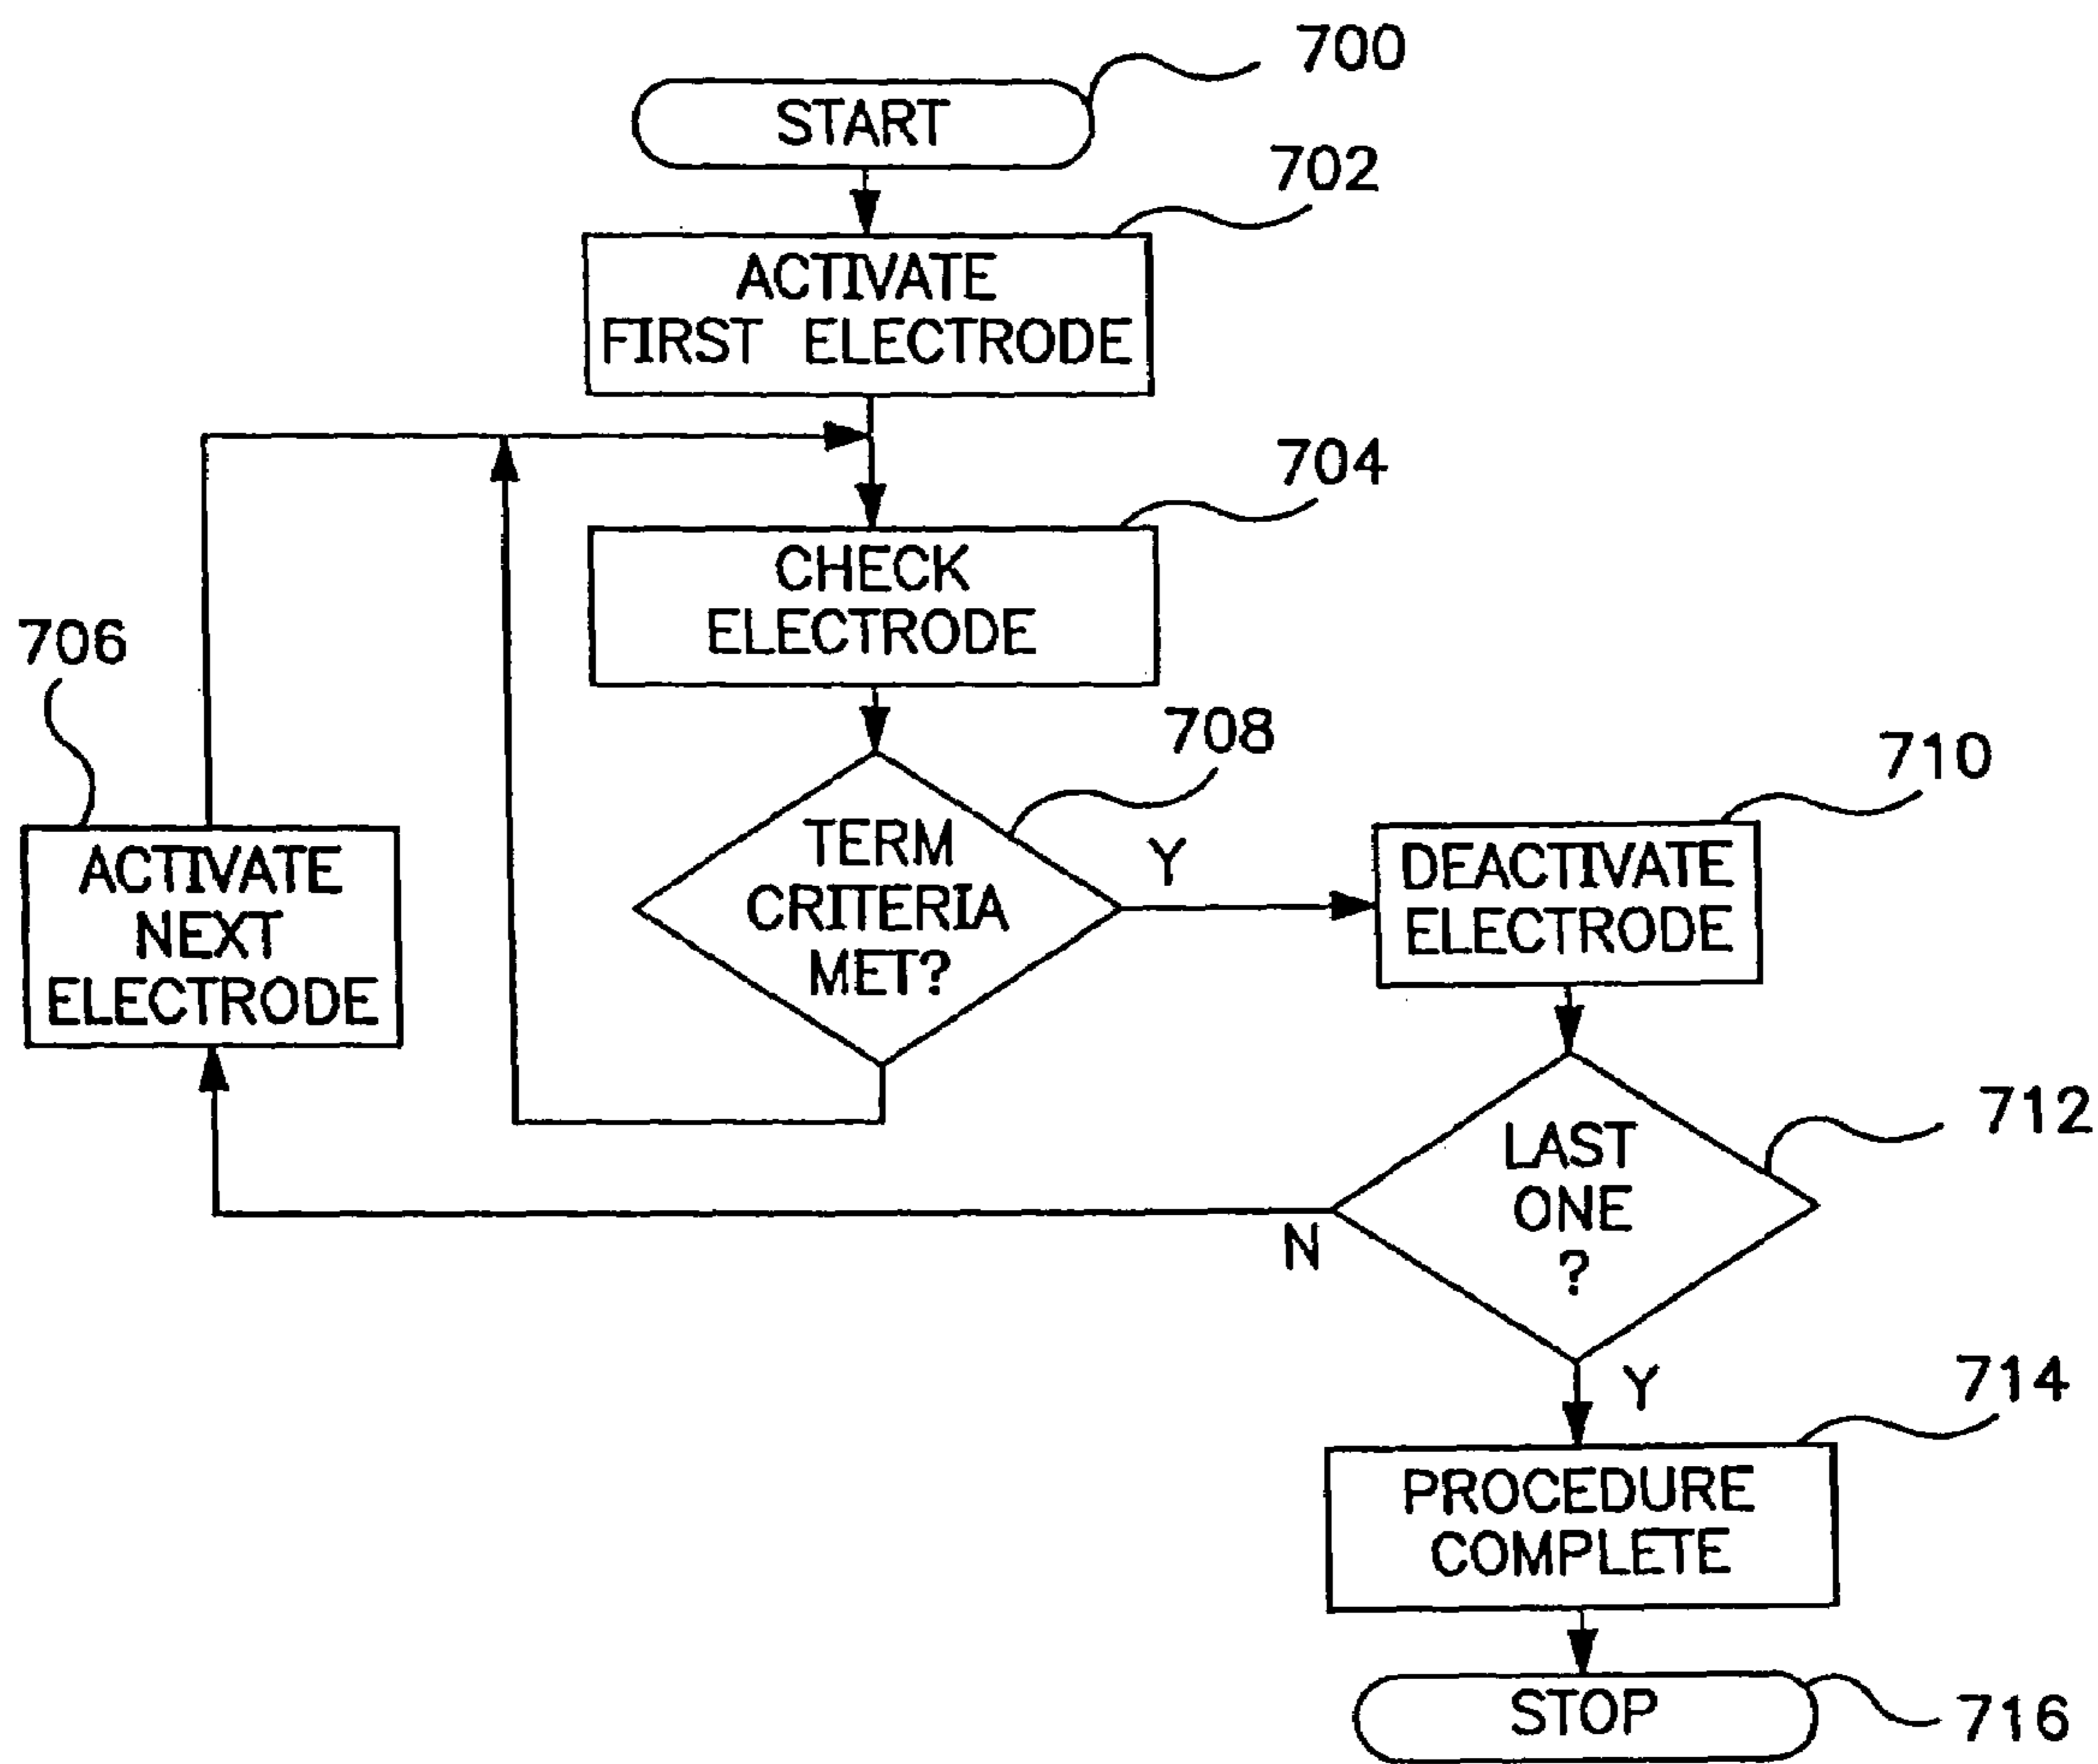 700
START
702
ACTIVATE
FIRST ELECTRODE
704
CHECK
ELECTRODE
706
ACTIVATE
NEXT
ELECTRODE
708
TERM
CRITERIA
MET?
Y
710
DEACTIVATE
ELECTRODE
712
LAST
ONE
?
N
Y
714
PROCEDURE
COMPLETE
STOP
716